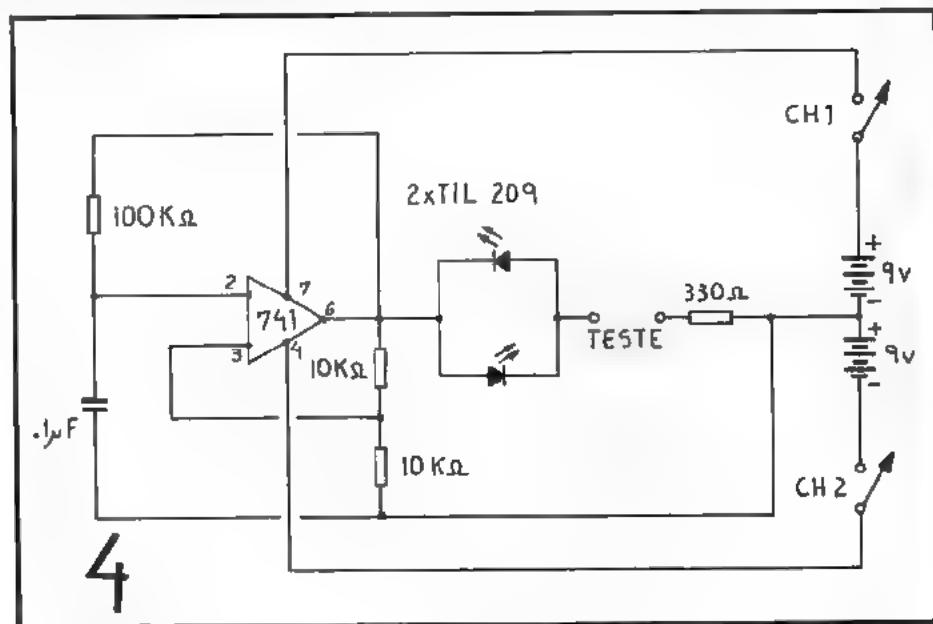 CH1
2xTIL 209
100KΩ
+
9V
-
2
7
741
6
3
4
330Ω
TESTE
10KΩ
-
9V
.1µF
10KΩ
CH2
4